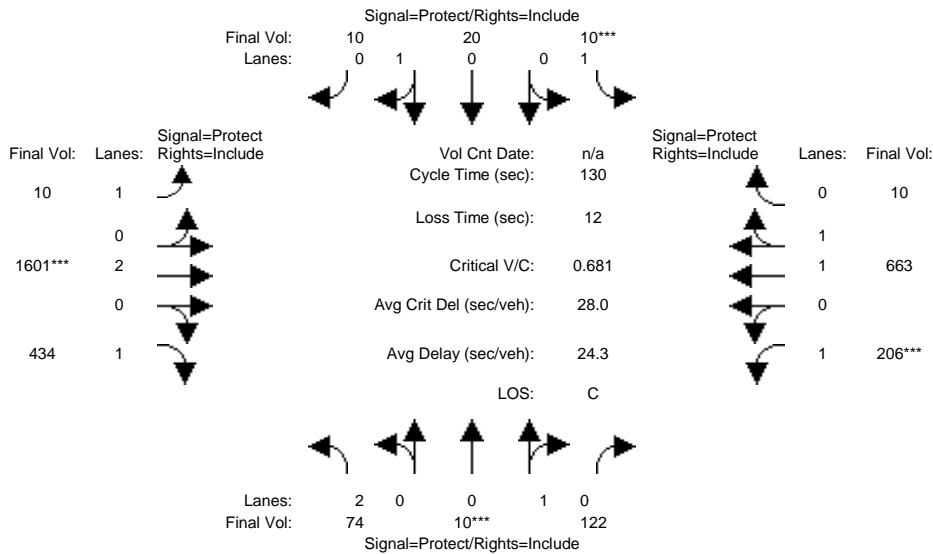 Signal=Protect/Rights=Include
Final Vol: 10 20 10***
Lanes: 0 1 0 0 1
Signal=Protect
Final Vol: Lanes: Rights=Include
Vol Cnt Date: n/a
Signal=Protect
Rights=Include Lanes: Final Vol:
Cycle Time (sec): 130
10 1
0 10
Loss Time (sec): 12
0
1
1601*** 2
Critical V/C: 0.681
1 663
0
Avg Crit Del (sec/veh): 28.0
0
434 1
Avg Delay (sec/veh): 24.3
1 206***
LOS: C
Lanes: 2 0 0 1 0
Final Vol: 74 10*** 122
Signal=Protect/Rights=Include